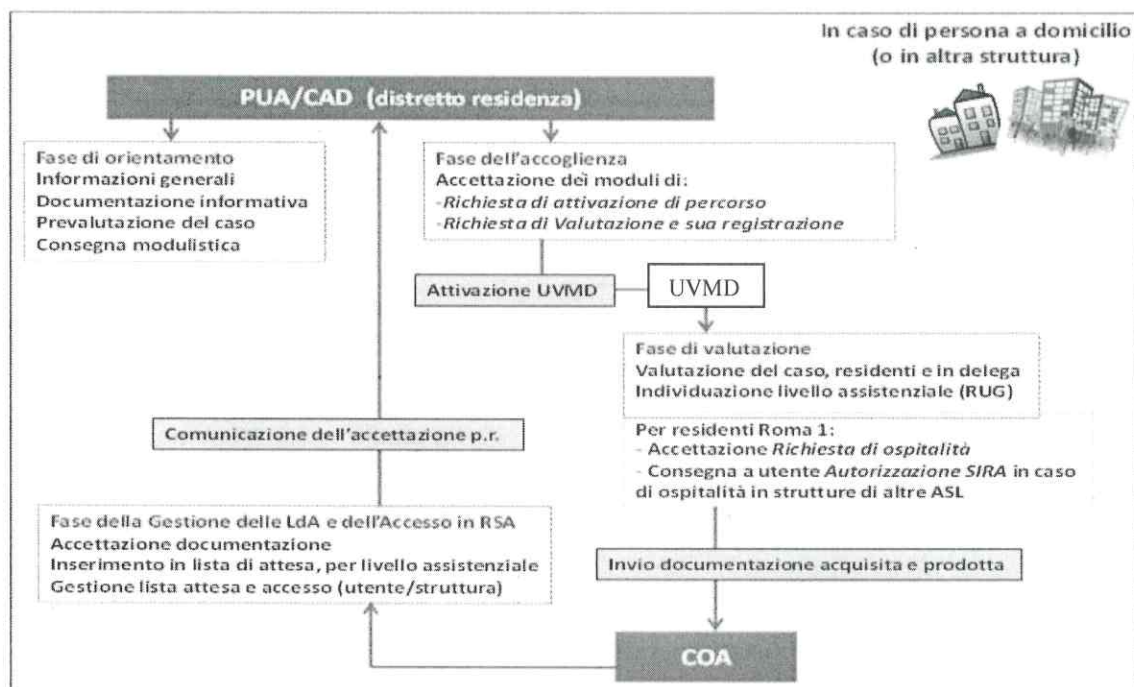 In caso di persona a domicilio
(o in altra struttura)
PUA/CAD (distretto residenza)
Fase di orientamento
Informazioni generali
Documentazione informativa
Prevalutazione del caso
Consegna modulistica
Fase dell'accoglienza
Accettazione dei moduli di:
-Richiesta di attivazione di percorso
-Richiesta di Valutazione e sua registrazione
Attivazione UVMD
UVMD
Fase di valutazione
Valutazione del caso, residenti e in delega
Individuazione livello assistenziale (RUG)
Per residenti Roma 1:
- Accettazione Richiesta di ospitalità
- Consegna a utente Autorizzazione SIRA in caso
di ospitalità in strutture di altre ASL
Comunicazione dell'accettazione p.r.
Fase della Gestione delle LdA e dell'Accesso in RSA
Accettazione documentazione
Inserimento in lista di attesa, per livello assistenziale
Gestione lista attesa e accesso (utente/struttura)
Invio documentazione acquisita e prodotta
COA